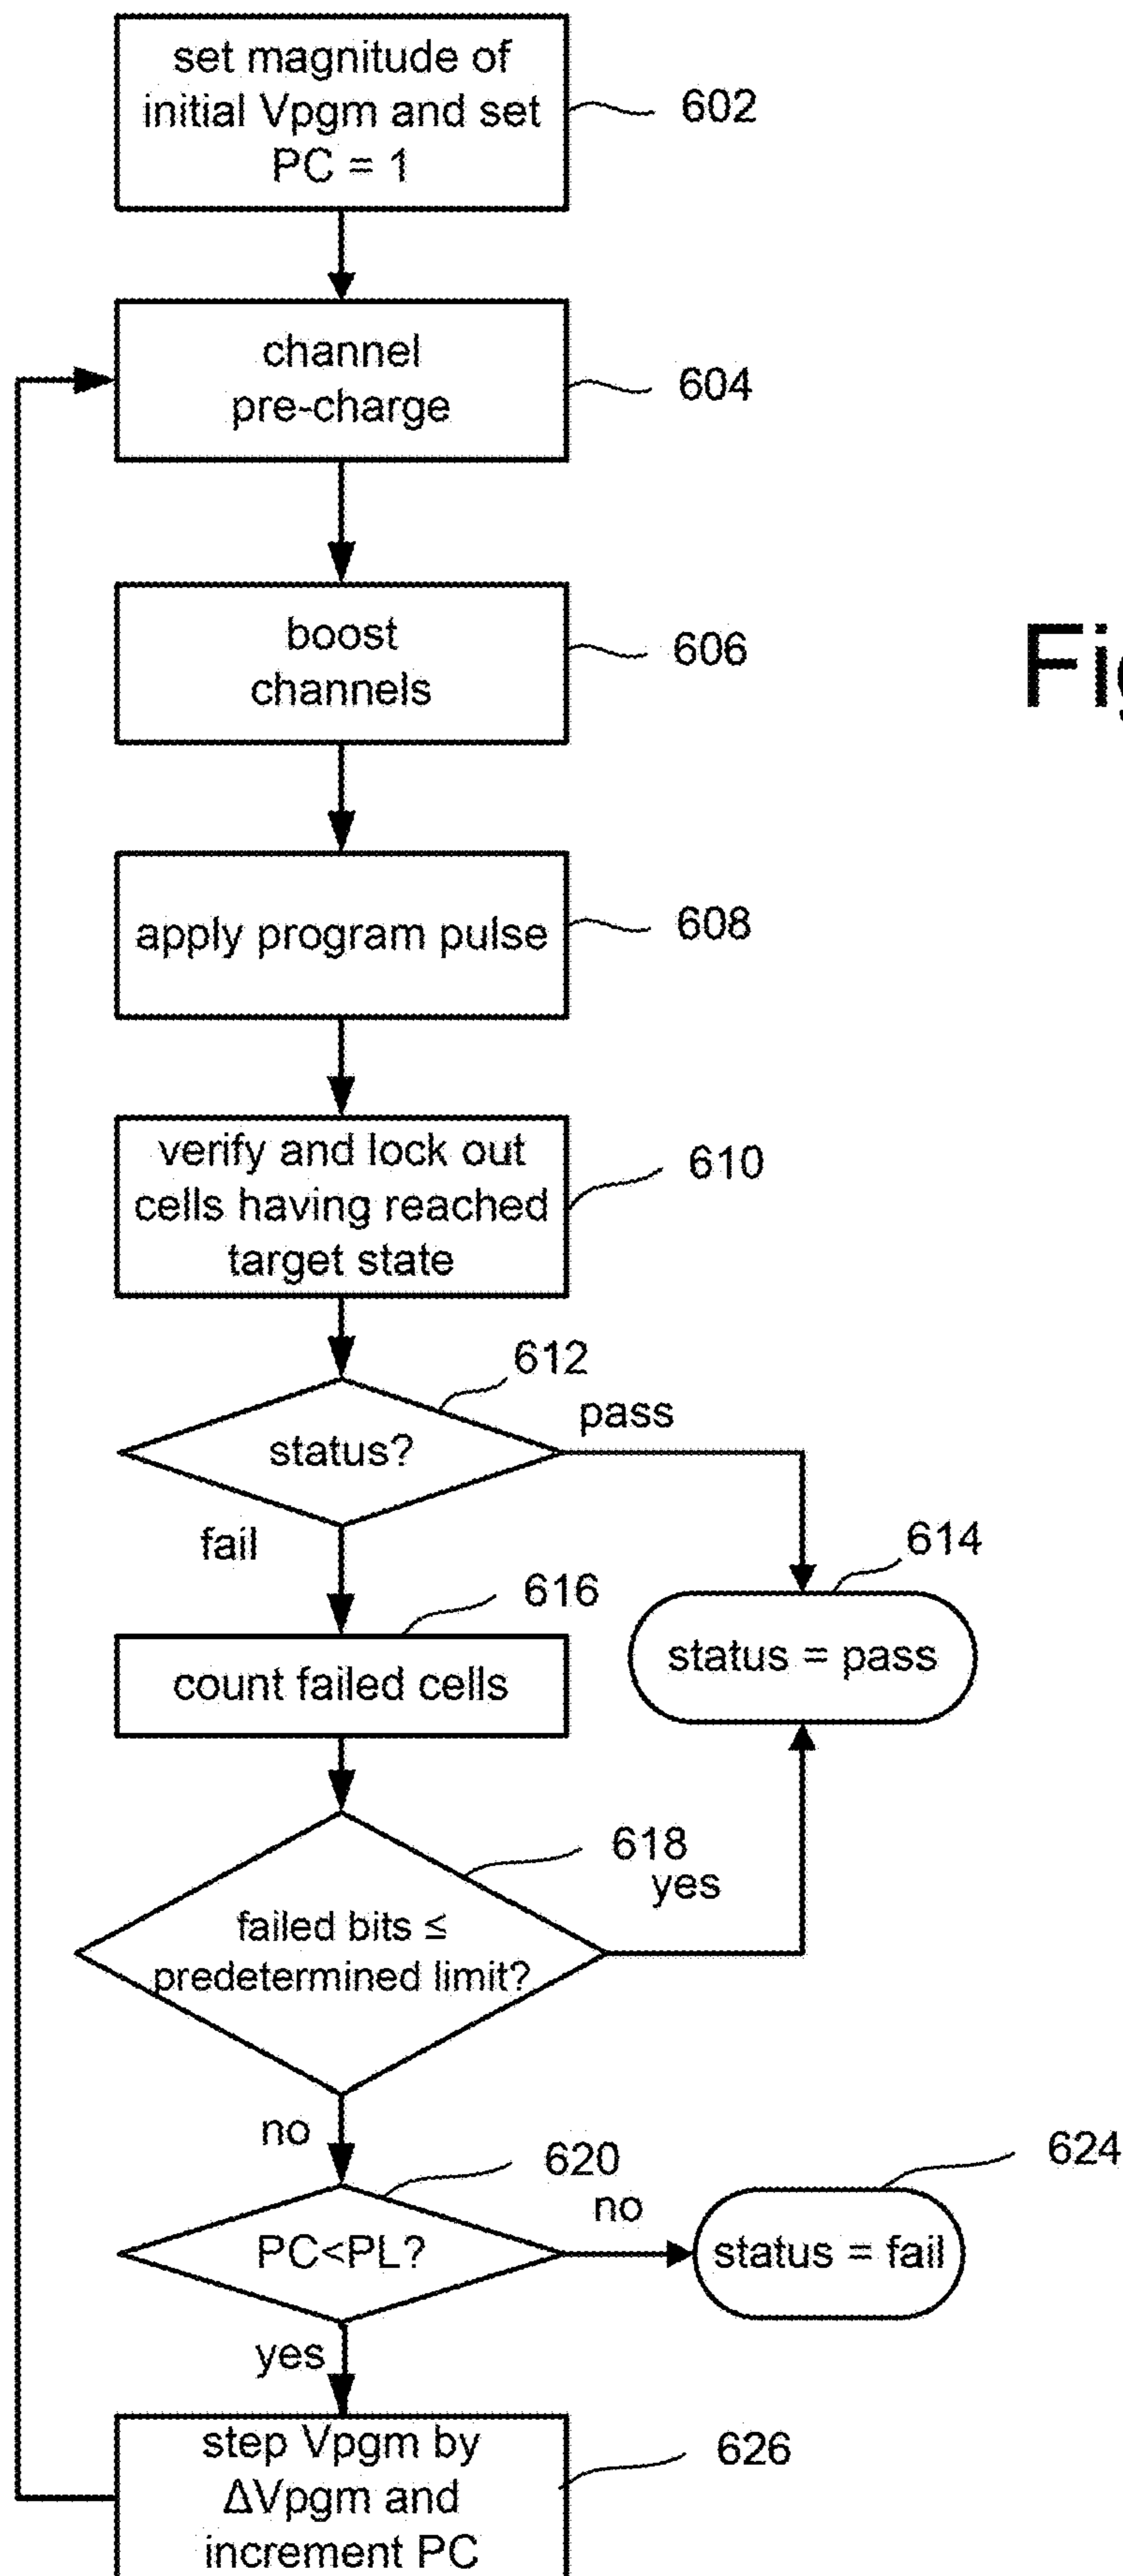 set magnitude of
initial Vpgm and set
PC = 1
602
channel
pre-charge
604
boost
channels
606
apply program pulse
608
verify and lock out
cells having reached
target state
610
612
status?
pass
fail
614
status = pass
616
count failed cells
618
yes
failed bits ≤
predetermined limit?
no
620
PC<PL?
no
624
status = fail
yes
step Vpgm by
ΔVpgm and
increment PC
626